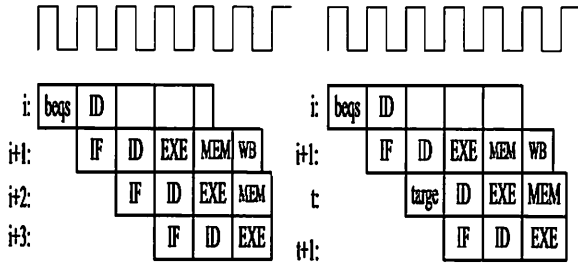 i: beqs ID
i+1: IF ID EXE MEM WB
i+2: IF ID EXE MEM
i+3: IF ID EXE
i: beqs ID
i+1: IF ID EXE MEM WB
t: targe ID EXE MEM
t+1: IF ID EXE